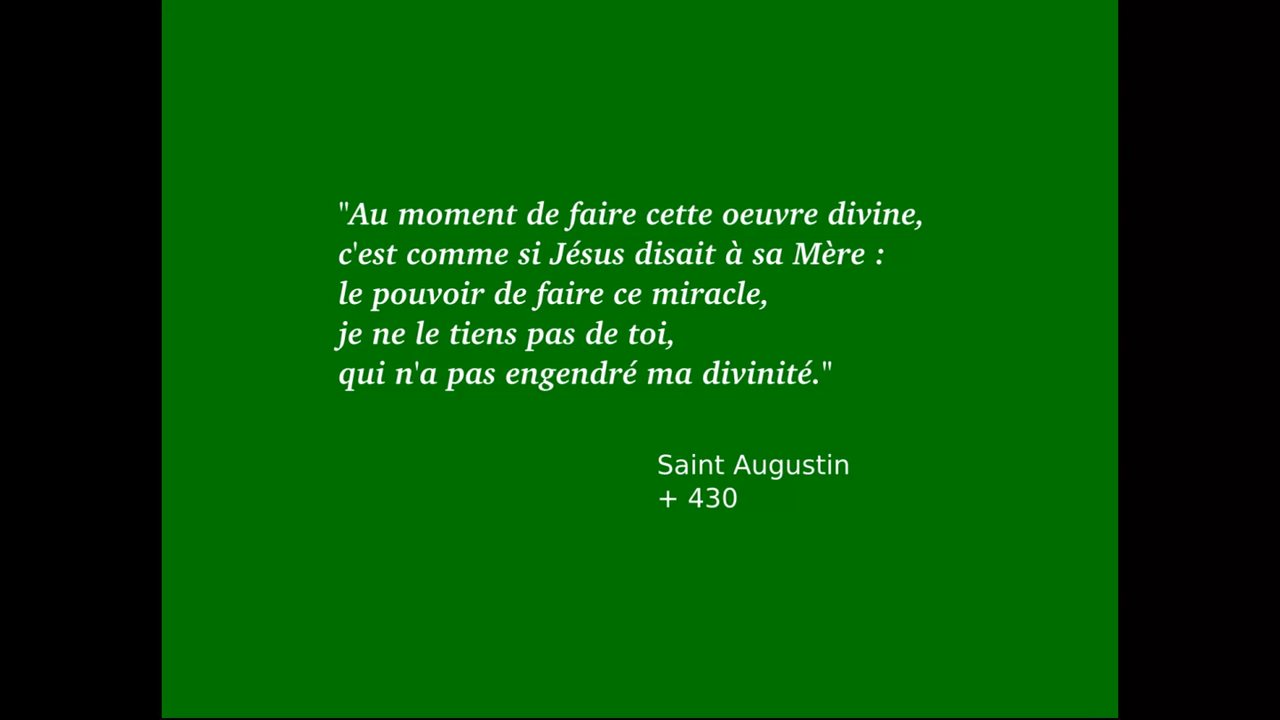 "Au moment de faire cette oeuvre divine,
c'est comme si Jésus disait à sa Mère :
le pouvoir de faire ce miracle,
je ne le tiens pas de toi,
qui n'a pas engendré ma divinité."
Saint Augustin
+ 430